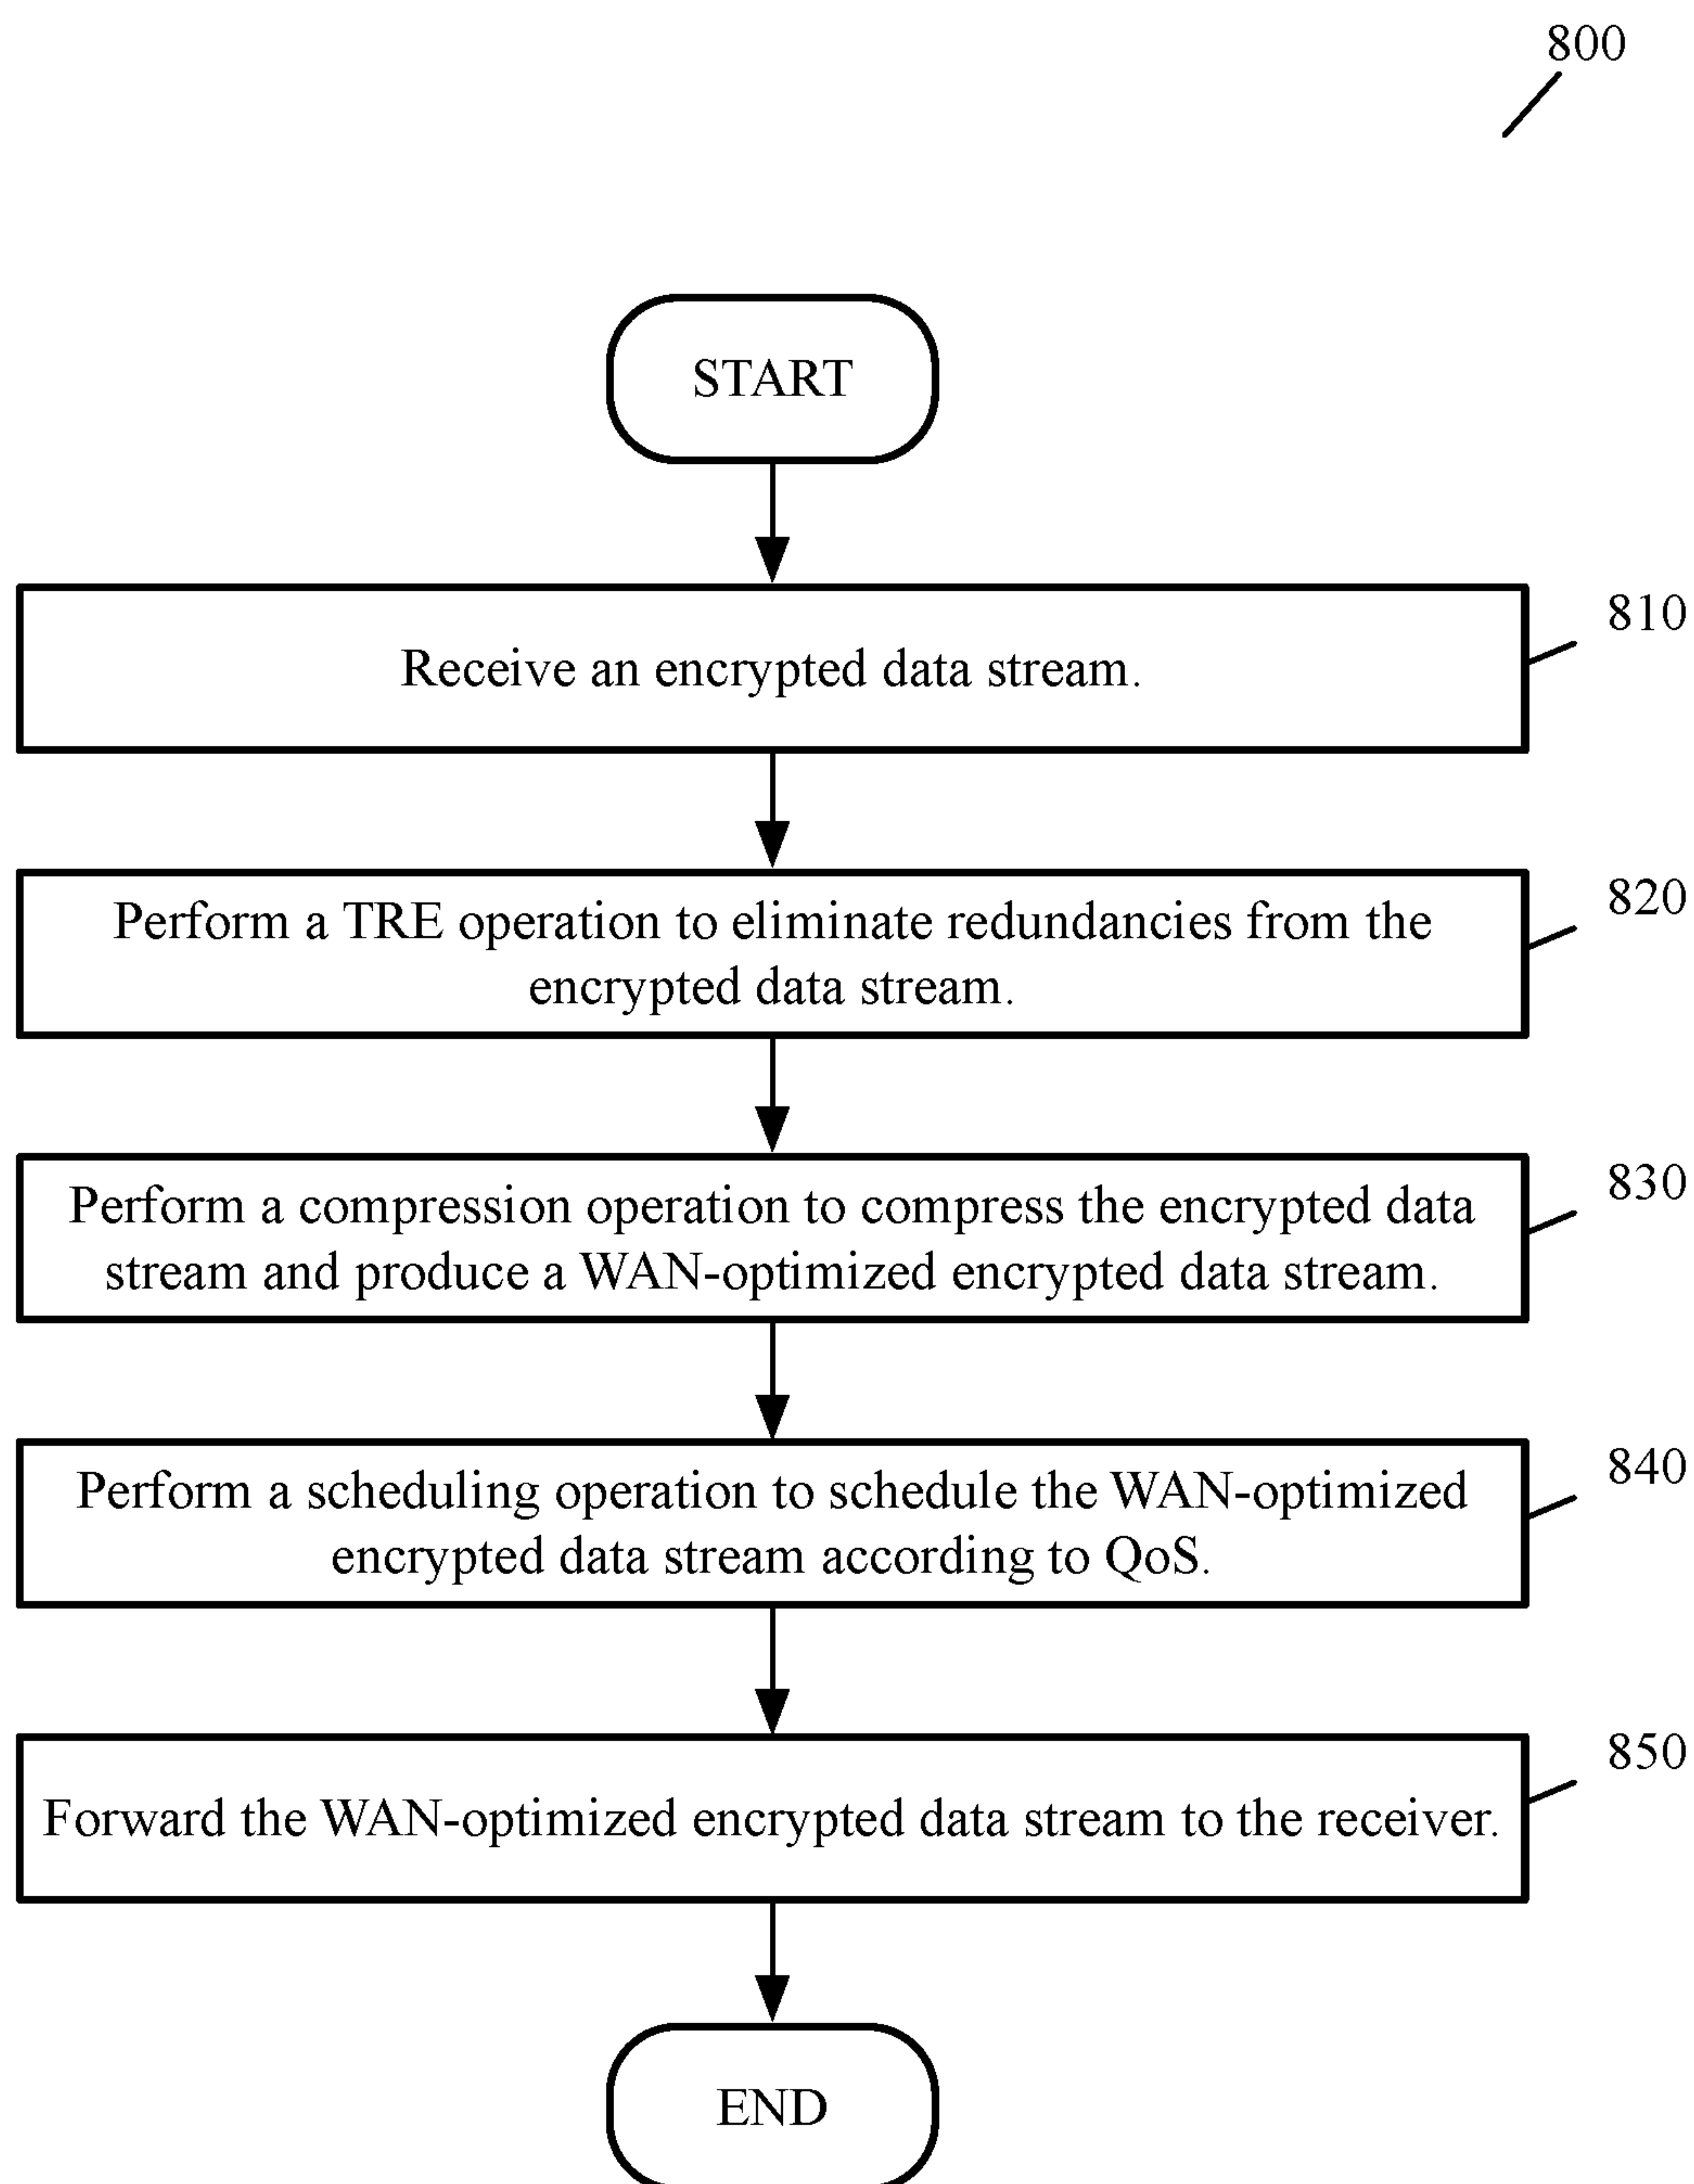 800
START
810
Receive an encrypted data stream.
820
Perform a TRE operation to eliminate redundancies from the
encrypted data stream.
830
Perform a compression operation to compress the encrypted data
stream and produce a WAN-optimized encrypted data stream.
840
Perform a scheduling operation to schedule the WAN-optimized
encrypted data stream according to QoS.
850
Forward the WAN-optimized encrypted data stream to the receiver.
END